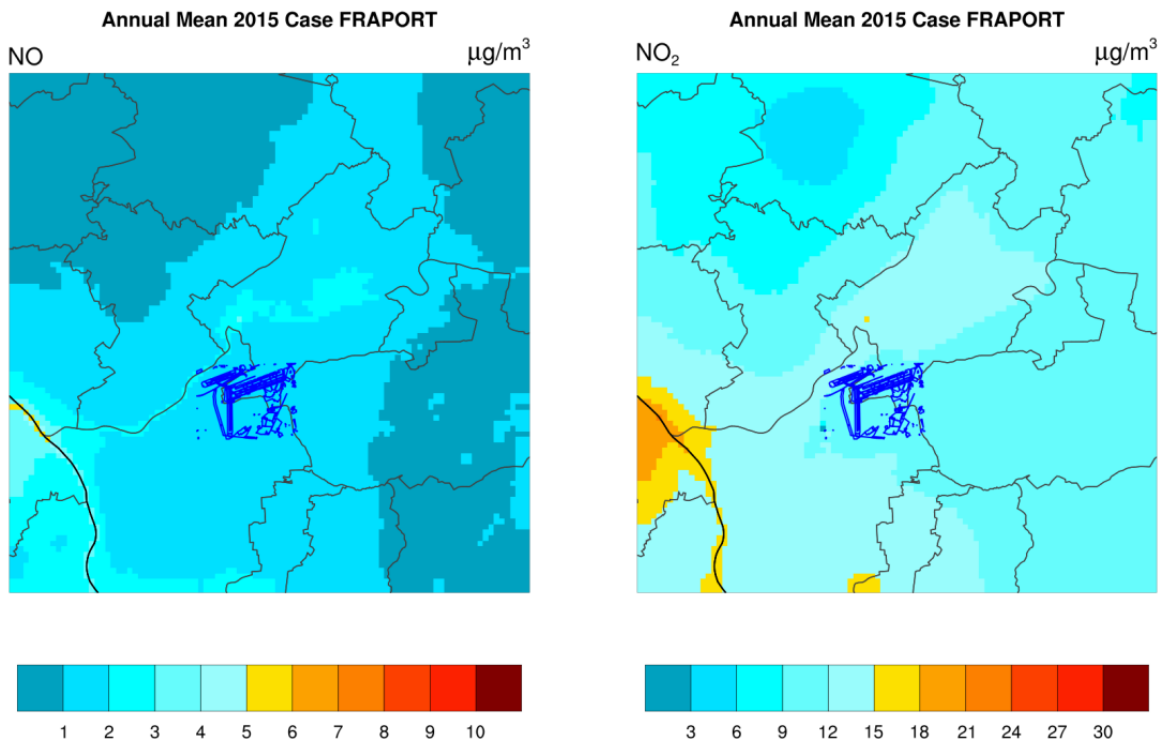 Annual Mean 2015 Case FRAPORT
NO
μg/m³
1 2 3 4 5 6 7 8 9 10
Annual Mean 2015 Case FRAPORT
NO₂
μg/m³
3 6 9 12 15 18 21 24 27 30